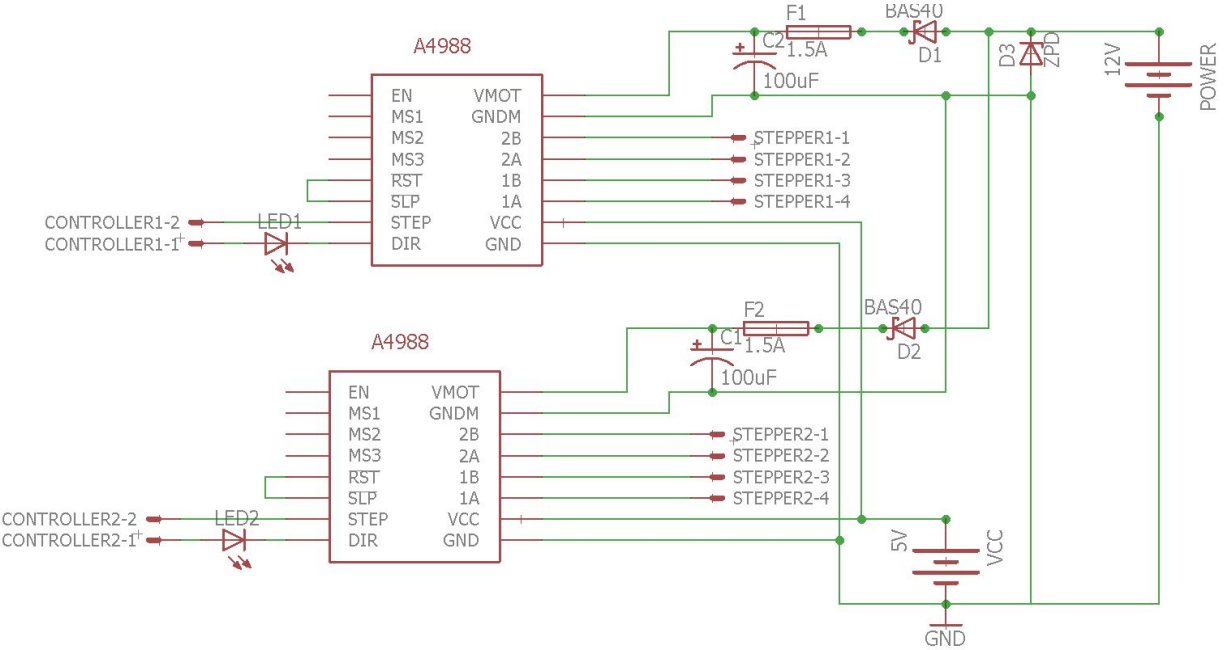 BAS40
F1
C2
1.5A
D1
D3
ZPD
12V
POWER
100uF
A4988
EN VMOT
MS1 GNDM
MS2 2B STEPPER1-1
MS3 2A STEPPER1-2
RST 1B STEPPER1-3
SLP 1A STEPPER1-4
CONTROLLER1-2 LED1 STEP VCC
CONTROLLER1-1 DIR GND
F2
BAS40
C1
1.5A
D2
100uF
A4988
EN VMOT
MS1 GNDM
MS2 2B STEPPER2-1
MS3 2A STEPPER2-2
RST 1B STEPPER2-3
SLP 1A STEPPER2-4
CONTROLLER2-2 LED2 STEP VCC
CONTROLLER2-1 DIR GND
5V
VCC
GND